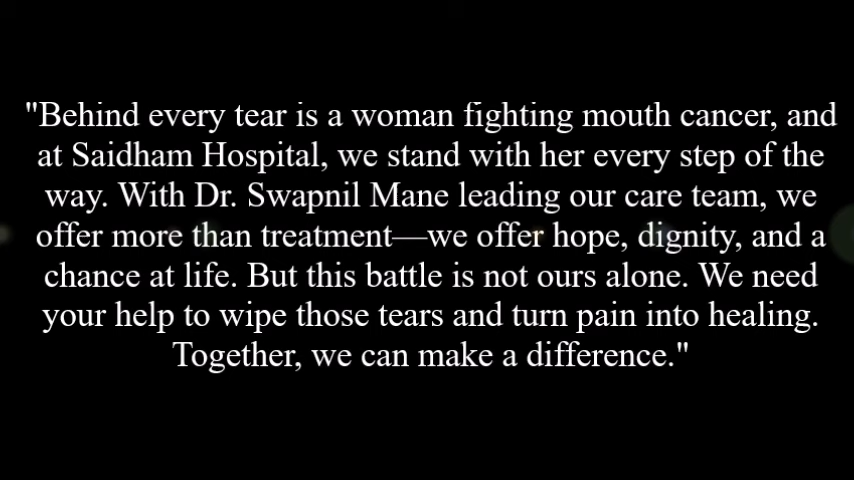 "Behind every tear is a woman fighting mouth cancer, and
at Saidham Hospital, we stand with her every step of the
way. With Dr. Swapnil Mane leading our care team, we
offer more than treatment—we offer hope, dignity, and a
chance at life. But this battle is not ours alone. We need
your help to wipe those tears and turn pain into healing.
Together, we can make a difference."